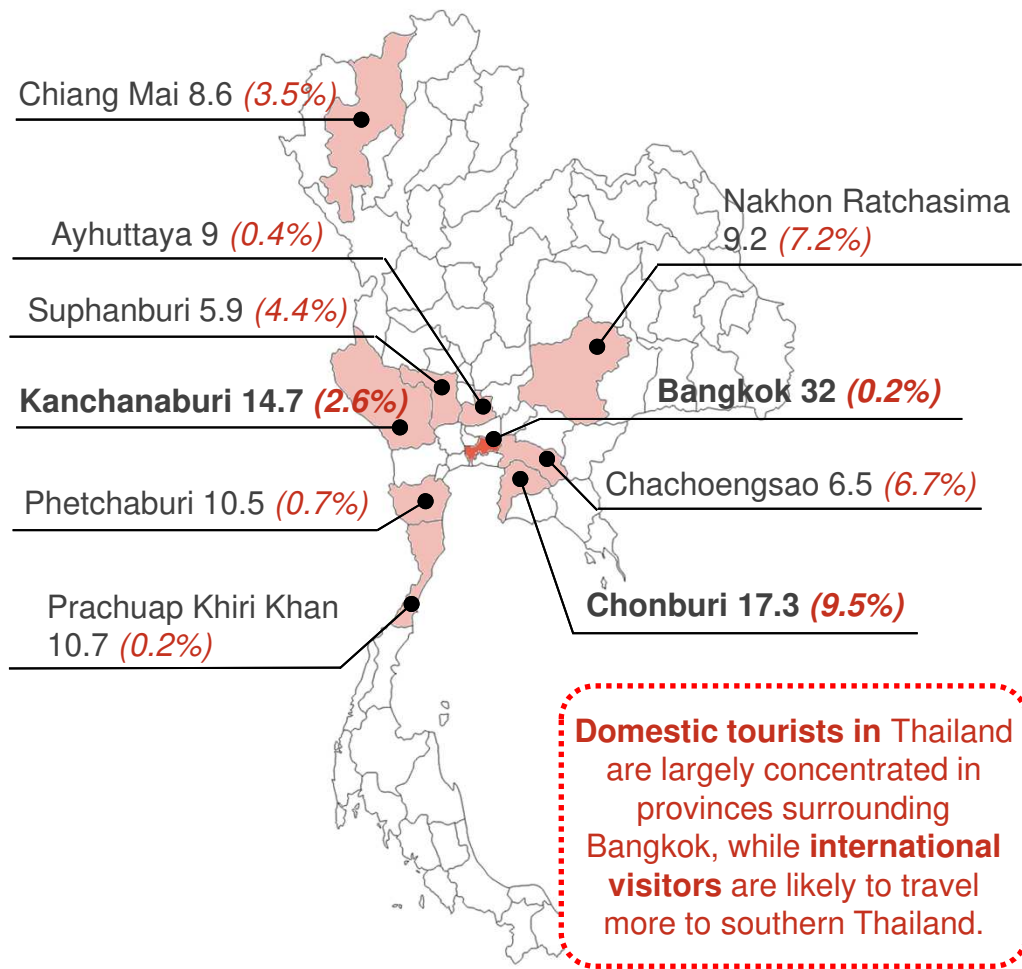 Chiang Mai 8.6 (3.5%)
Ayhuttaya 9 (0.4%)
Nakhon Ratchasima
9.2 (7.2%)
Suphanburi 5.9 (4.4%)
Kanchanaburi 14.7 (2.6%)
Bangkok 32 (0.2%)
Phetchaburi 10.5 (0.7%)
Chachoengsao 6.5 (6.7%)
Prachuap Khiri Khan
10.7 (0.2%)
Chonburi 17.3 (9.5%)
Domestic tourists in Thailand
are largely concentrated in
provinces surrounding
Bangkok, while international
visitors are likely to travel
more to southern Thailand.